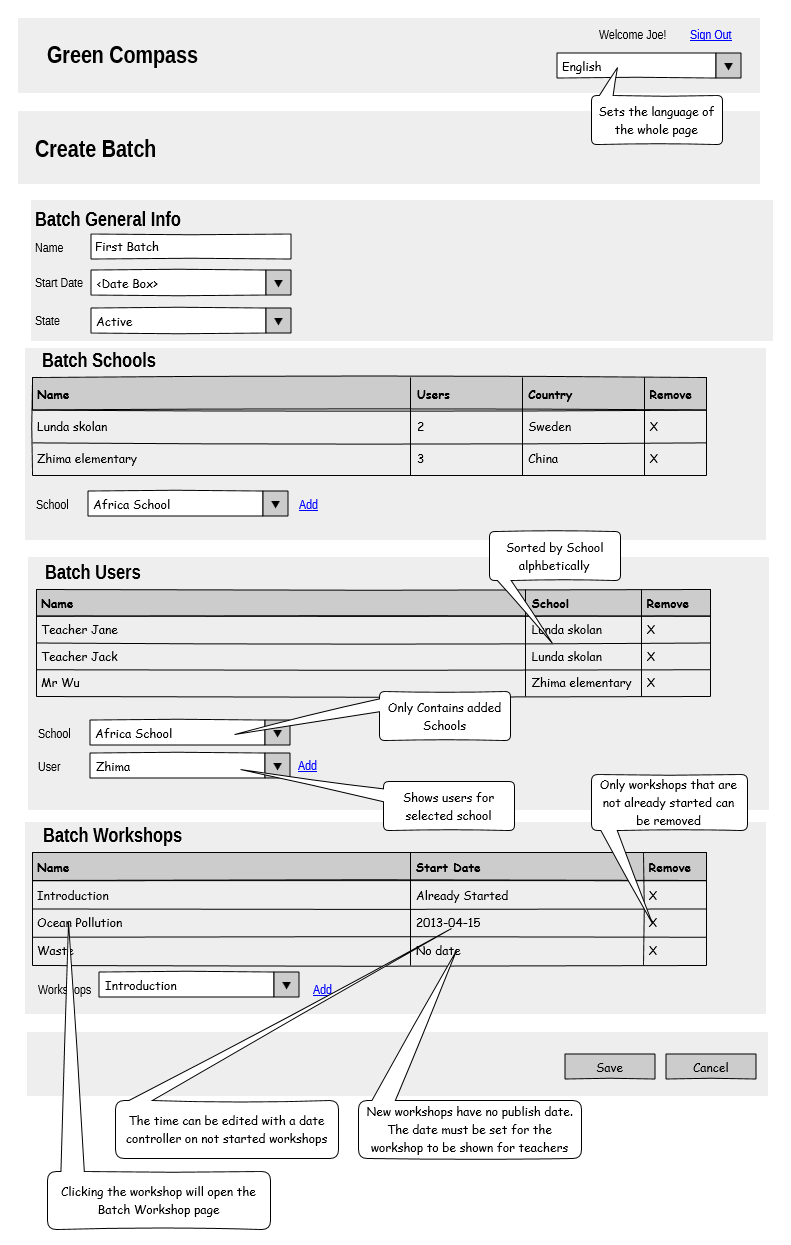 Welcome Joe! Sign Out
Green Compass
English
Sets the language of
the whole page
Create Batch
Batch General Info
Name First Batch
Start Date <Date Box>
State Active
Batch Schools
Name Users Country Remove
Lunda skolan 2 Sweden X
Zhima elementary 3 China X
School Africa School Add
Sorted by School
alphbetically
Batch Users
Name School Remove
Teacher Jane Lunda skolan X
Teacher Jack Lunda skolan X
Mr Wu Zhima elementary X
Only Contains added
Schools
School Africa School
User Zhima Add
Shows users for
selected school
Only workshops that are
not already started can
be removed
Batch Workshops
Name Start Date Remove
Introduction Already Started X
Ocean Pollution 2013-04-15 X
Waste No date X
Workshops Introduction Add
Save Cancel
The time can be edited with a date
controller on not started workshops
New workshops have no publish date.
The date must be set for the
workshop to be shown for teachers
Clicking the workshop will open the
Batch Workshop page